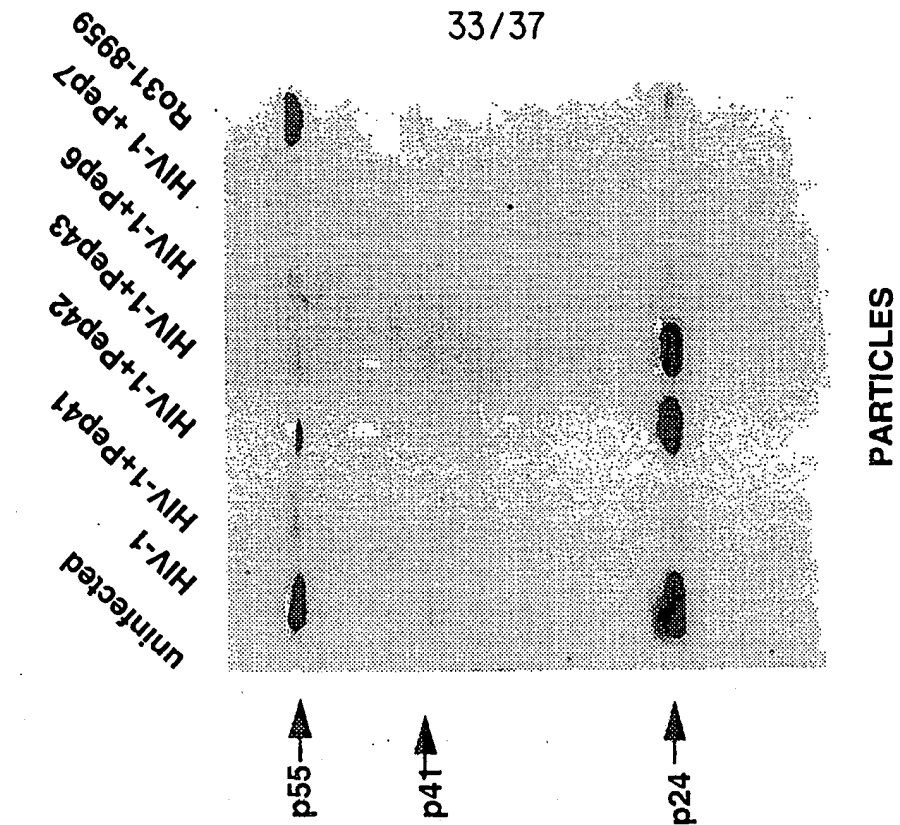 33/37
uninfected
HIV-1
HIV-1+Pep41
HIV-1+Pep42
HIV-1+Pep43
HIV-1+Pep6
HIV-1 +Pep7
Ro31-8959
p55
p41
p24
PARTICLES